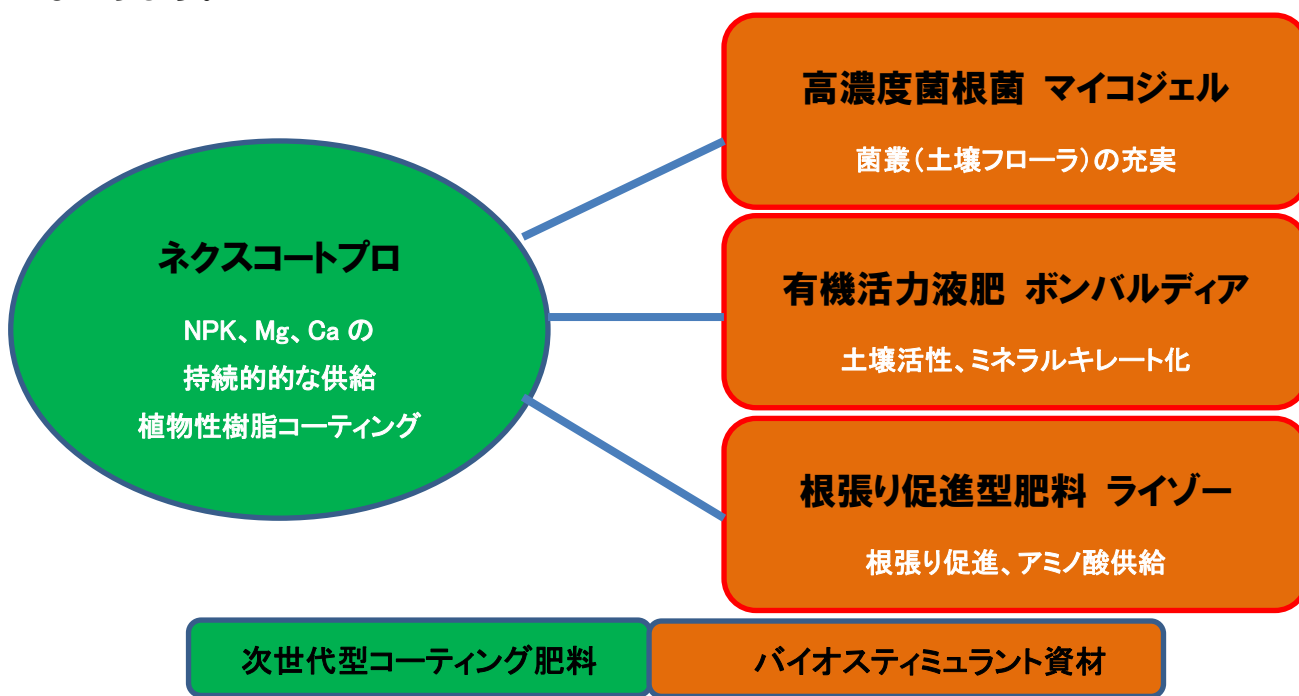 ネクスコートプロ
NPK、Mg、Ca の
持続的的な供給
植物性樹脂コーティング
高濃度菌根菌 マイコジェル
菌叢(土壌フローラ)の充実
有機活力液肥 ボンバルディア
土壌活性、ミネラルキレート化
根張り促進型肥料 ライゾー
根張り促進、アミノ酸供給
次世代型コーティング肥料
バイオスティミュラント資材